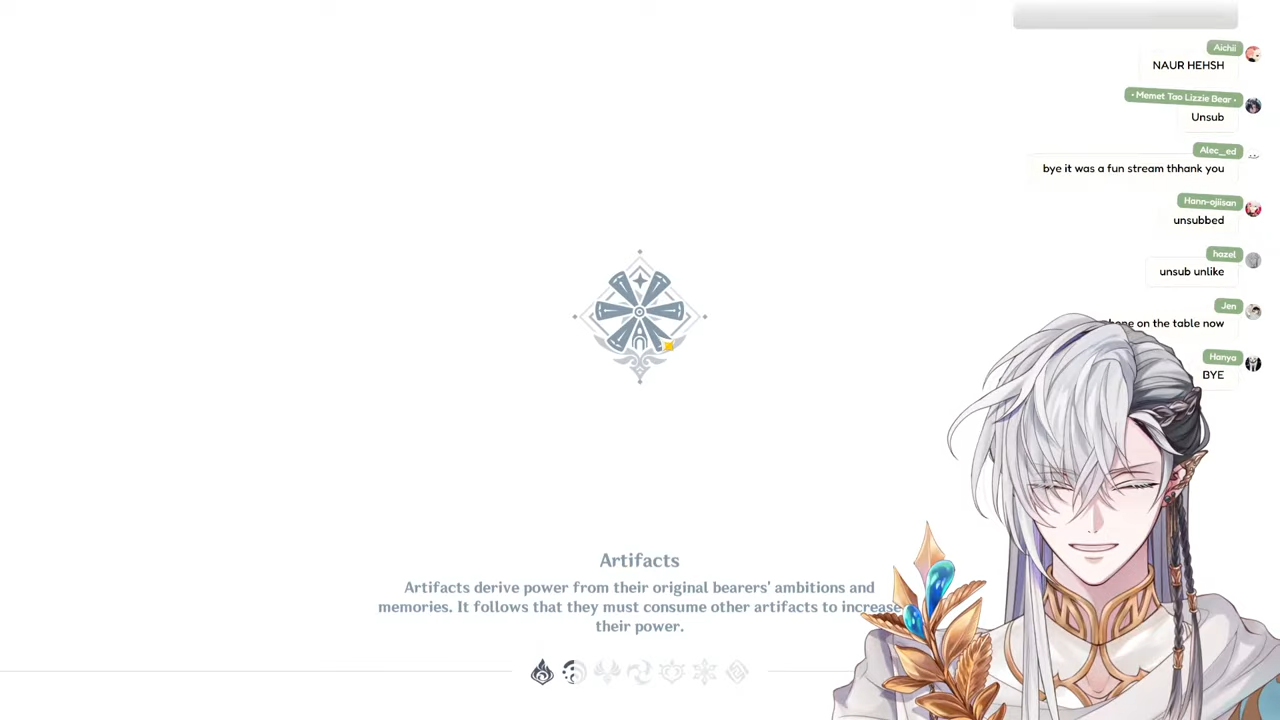 Aichii
NAUR HEHSH
• Memet Tao Lizzie Bear •
Unsub
Alec_ed
bye it was a fun stream thhank you
Hann-ojiisan
unsubbed
hazel
unsub unlike
Jen
on the table now
Hanya
BYE
Artifacts
Artifacts derive power from their original bearers' ambitions and
memories. It follows that they must consume other artifacts to increase
their power.